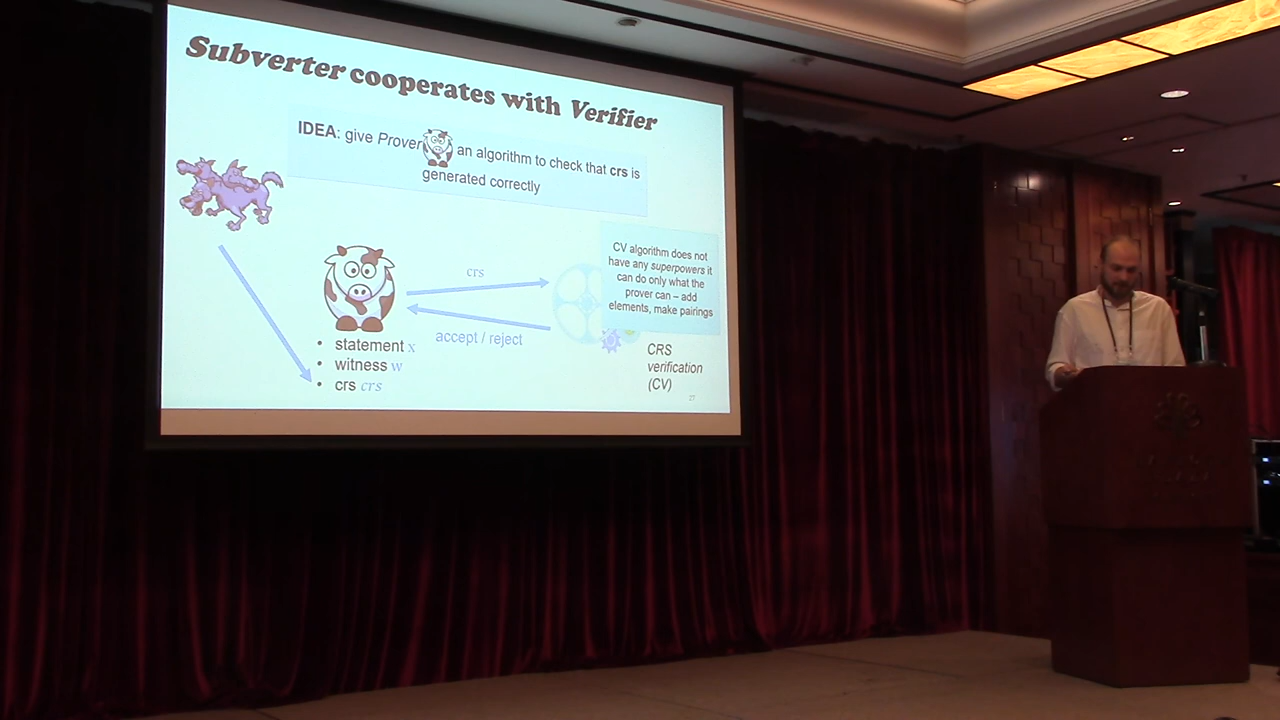 Subverter cooperates with Verifier
IDEA: give Prover an algorithm to check that crs is
generated correctly
CV algorithm does not
have any superpowers it
can do only what the
prover can – add
elements, make pairings
crs
accept / reject
• statement x
• witness w
• crs crs
CRS
verification
(CV)
27